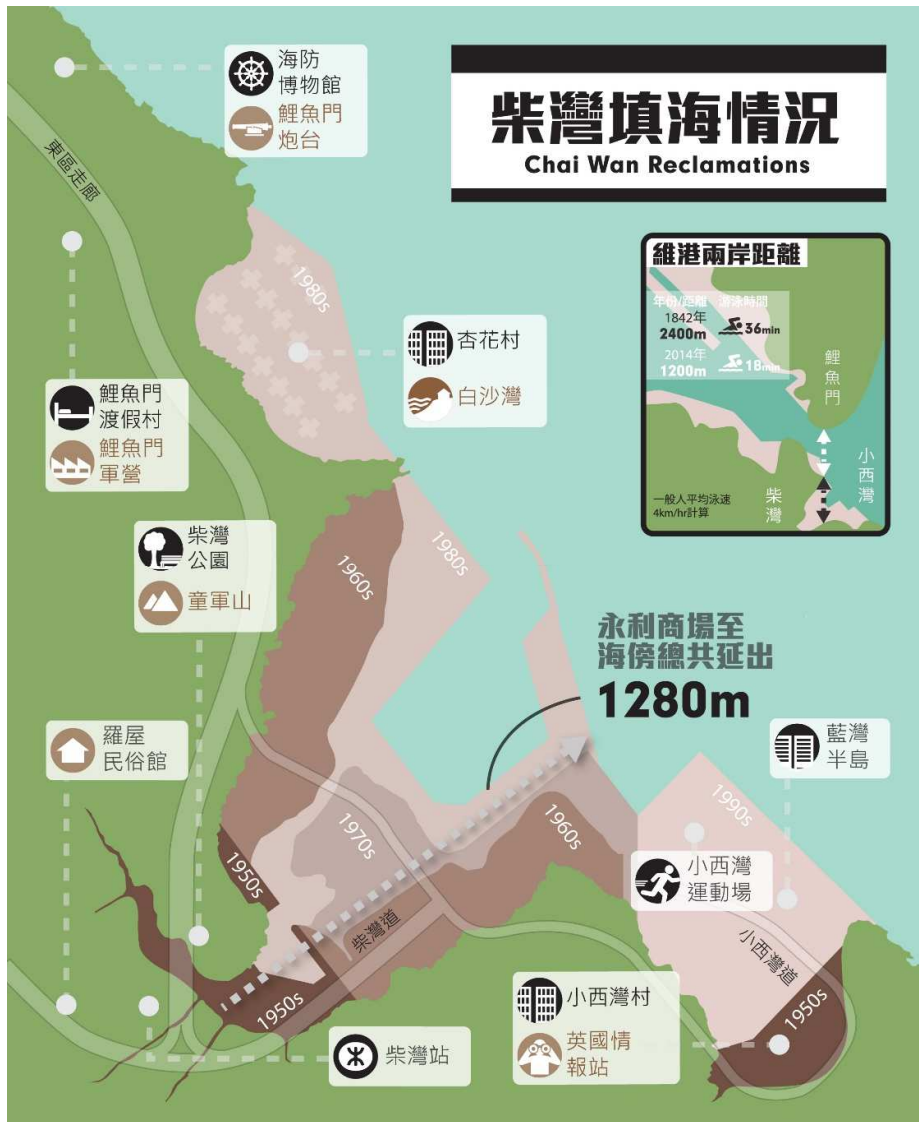 海防
博物館
鯉魚門
炮台
柴灣填海情況
Chai Wan Reclamations
東區走廊
維港兩岸距離
年份/距離 游泳時間
1842年
2400m 36min
2014年
1200m 18min
鯉魚門
小西灣
柴灣
一般人平均泳速
4km/hr計算
1980s
杏花村
白沙灣
鯉魚門
渡假村
鯉魚門
軍營
柴灣
公園
童軍山
1960s
1980s
永利商場至
海傍總共延出
1280m
羅屋
民俗館
藍灣
半島
1990s
1970s
1960s
1950s
小西灣
運動場
柴灣道
小西灣道
1950s
小西灣村
英國情
報站
1950s
柴灣站